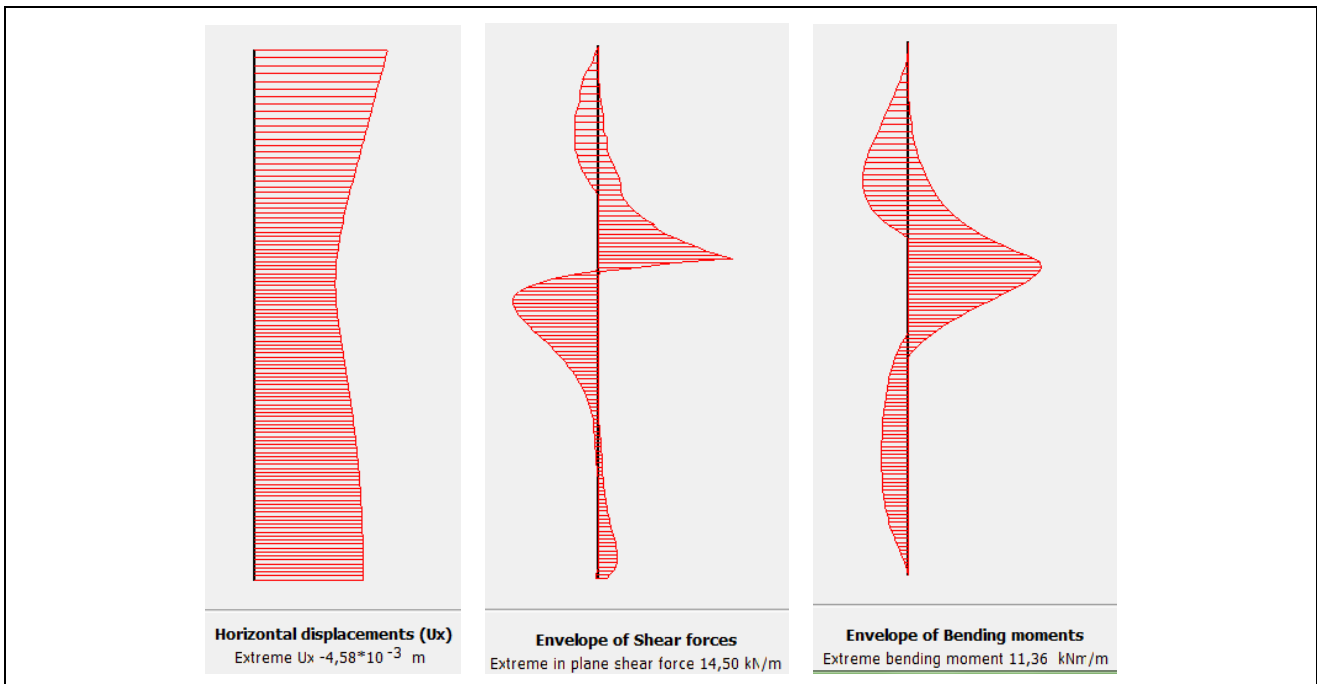 Horizontal displacements (Ux)
Extreme Ux -4,58*10 -3 m
Envelope of Shear forces
Extreme in plane shear force 14,50 kN/m
Envelope of Bending moments
Extreme bending moment 11,36 kNm/m